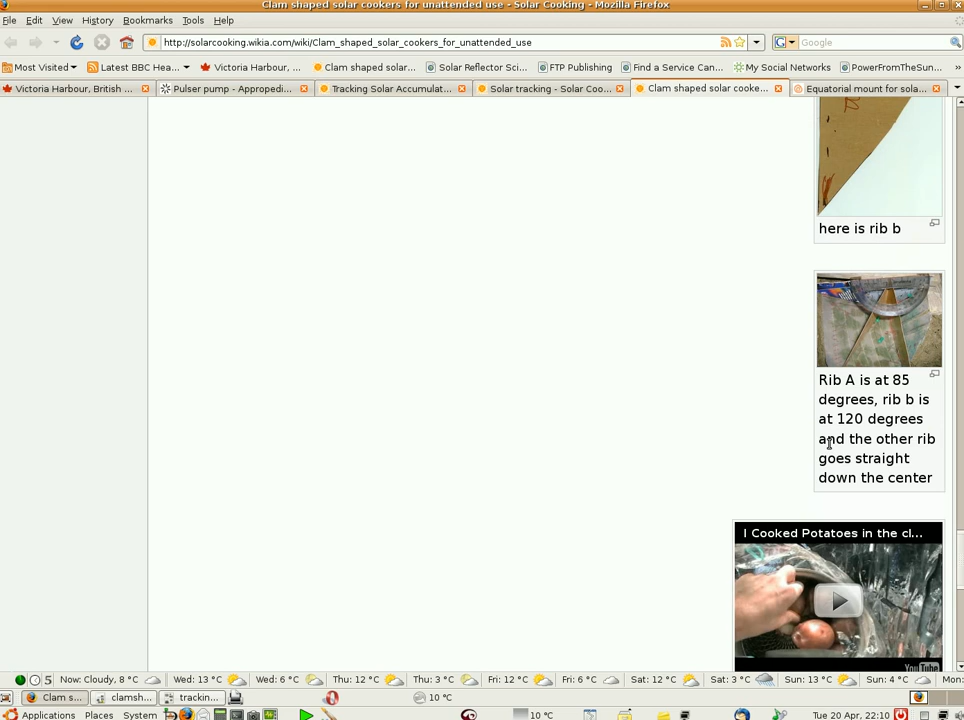 Clam shaped solar cookers for unattended use - Solar Cooking - Mozilla Firefox
File Edit View History Bookmarks Tools Help
http://solarcooking.wikia.com/wiki/Clam_shaped_solar_cookers_for_unattended_use
Google
Most Visited Latest BBC Hea... Victoria Harbour, ... Clam shaped solar... Solar Reflector Sci... FTP Publishing Find a Service Can... My Social Networks PowerFromTheSun... »
Victoria Harbour, British ... Pulser pump - Appropedi... Tracking Solar Accumulat... Solar tracking - Solar Coo... Clam shaped solar cooke... Equatorial mount for sola...
here is rib b
Rib A is at 85
degrees, rib b is
at 120 degrees
and the other rib
goes straight
down the center
I Cooked Potatoes in the cl...
YouTube
5 Now: Cloudy, 8 °C Wed: 13 °C Wed: 6 °C Thu: 12 °C Thu: 3 °C Fri: 12 °C Fri: 6 °C Sat: 12 °C Sat: 3 °C Sun: 13 °C Sun: 4 °C Mon:
Clam s... clamsh... trackin... 10 °C
Applications Places System 10 °C Tue 20 Apr, 22:10